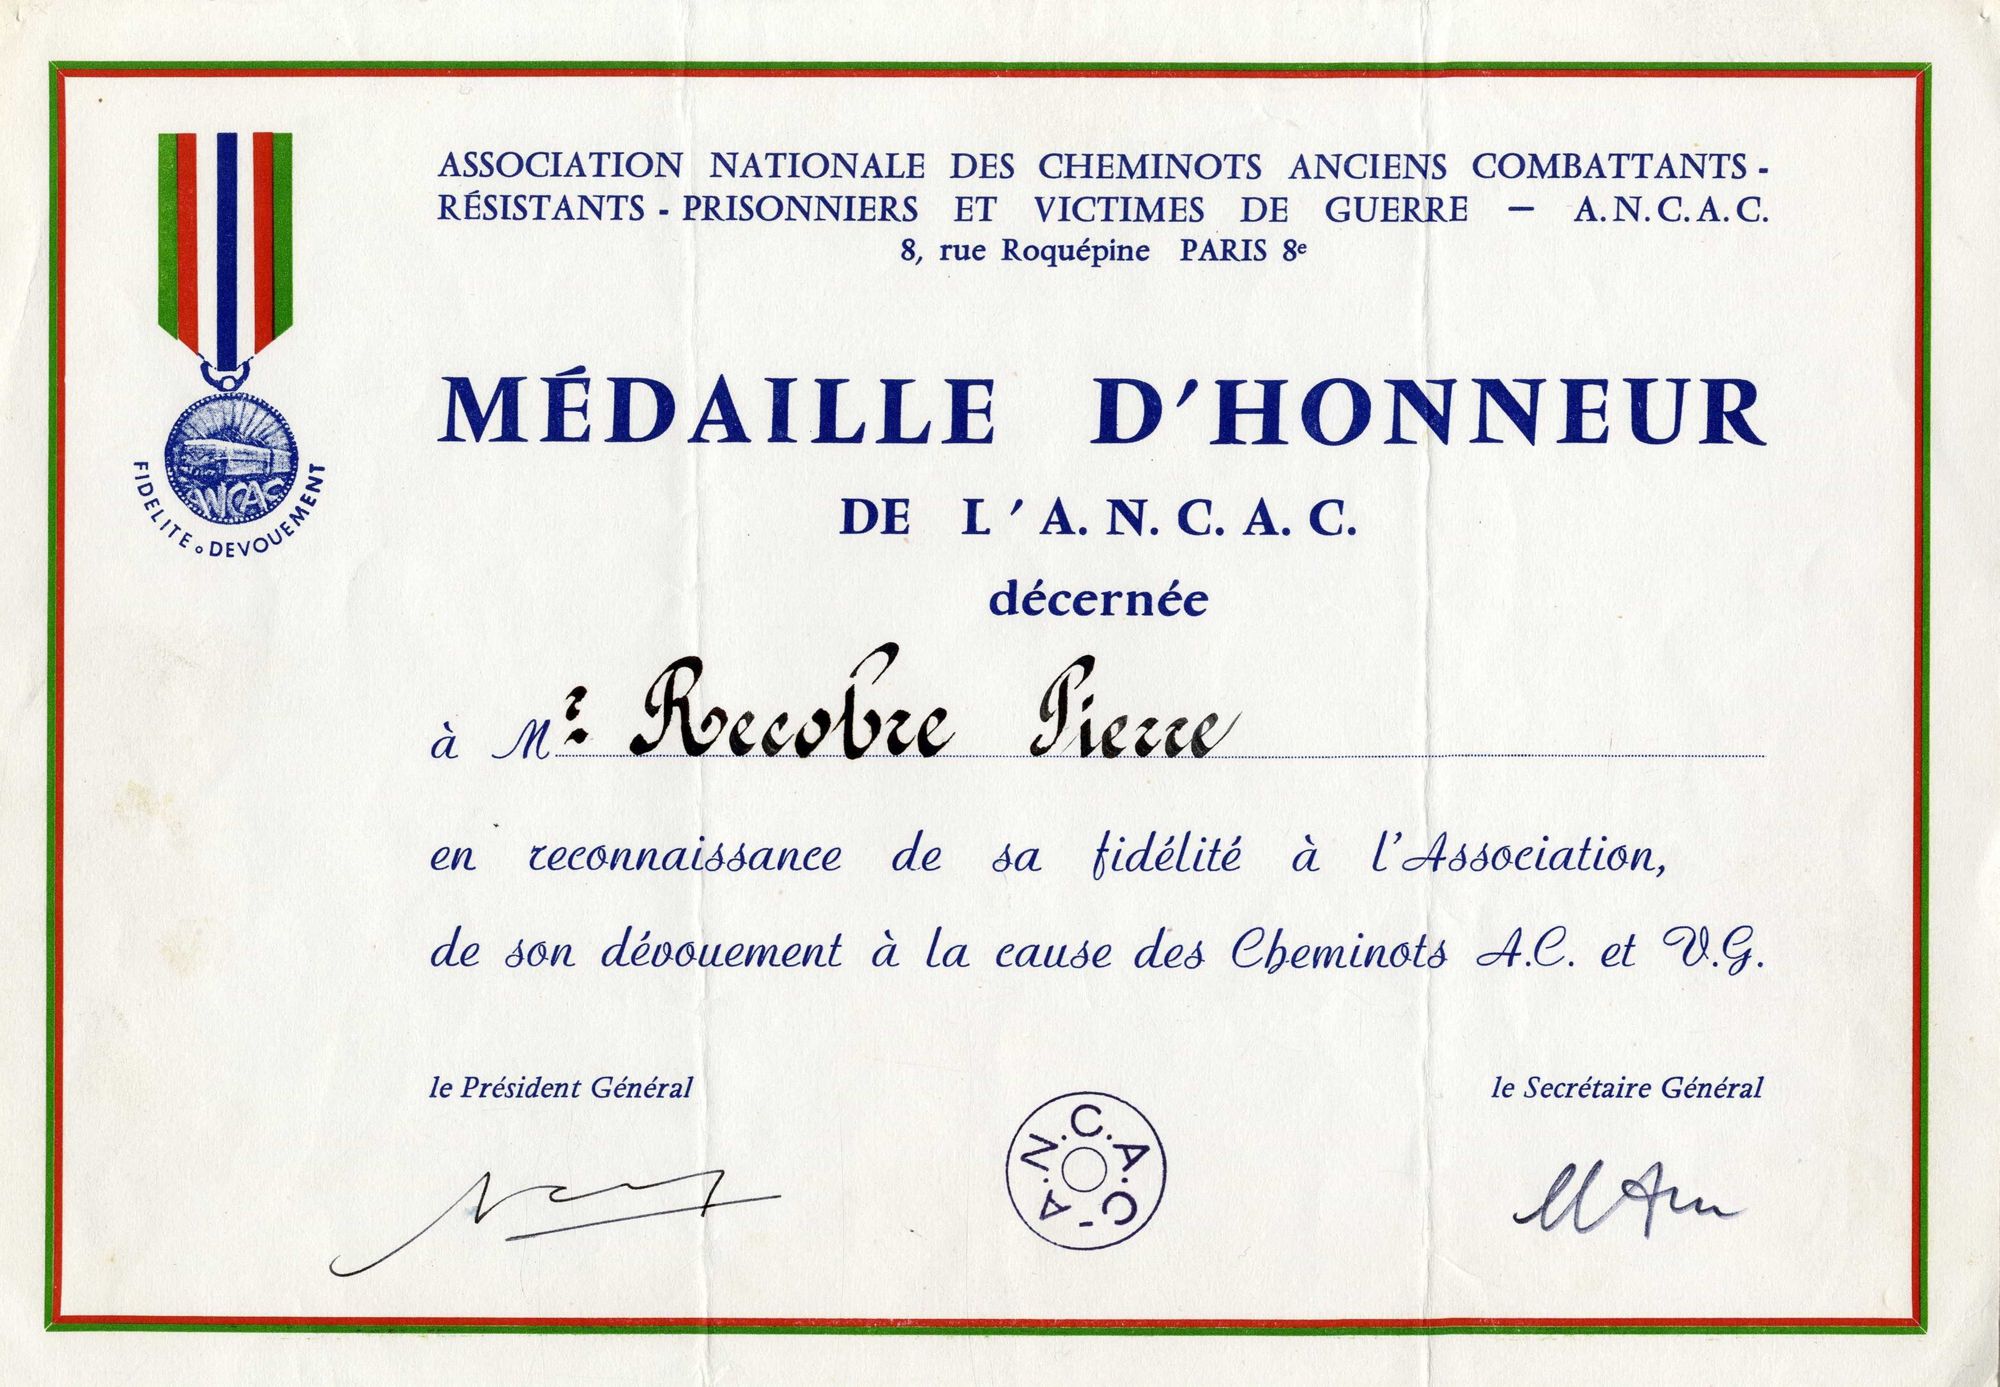 ASSOCIATION NATIONALE DES CHEMINOTS ANCIENS COMBATTANTS -
RÉSISTANTS - PRISONNIERS ET VICTIMES DE GUERRE — A.N.C.A.C.
8, rue Roquépine PARIS 8e
MÉDAILLE D'HONNEUR
DE L'A.N.C.A.C.
ANCAC
FIDELITE o DEVOUEMENT
décernée
à Mr Recobre Pierre
en reconnaissance de sa fidélité à l'Association,
de son dévouement à la cause des Cheminots A.C. et V.G.
le Président Général
le Secrétaire Général
A.N.C.A.C-